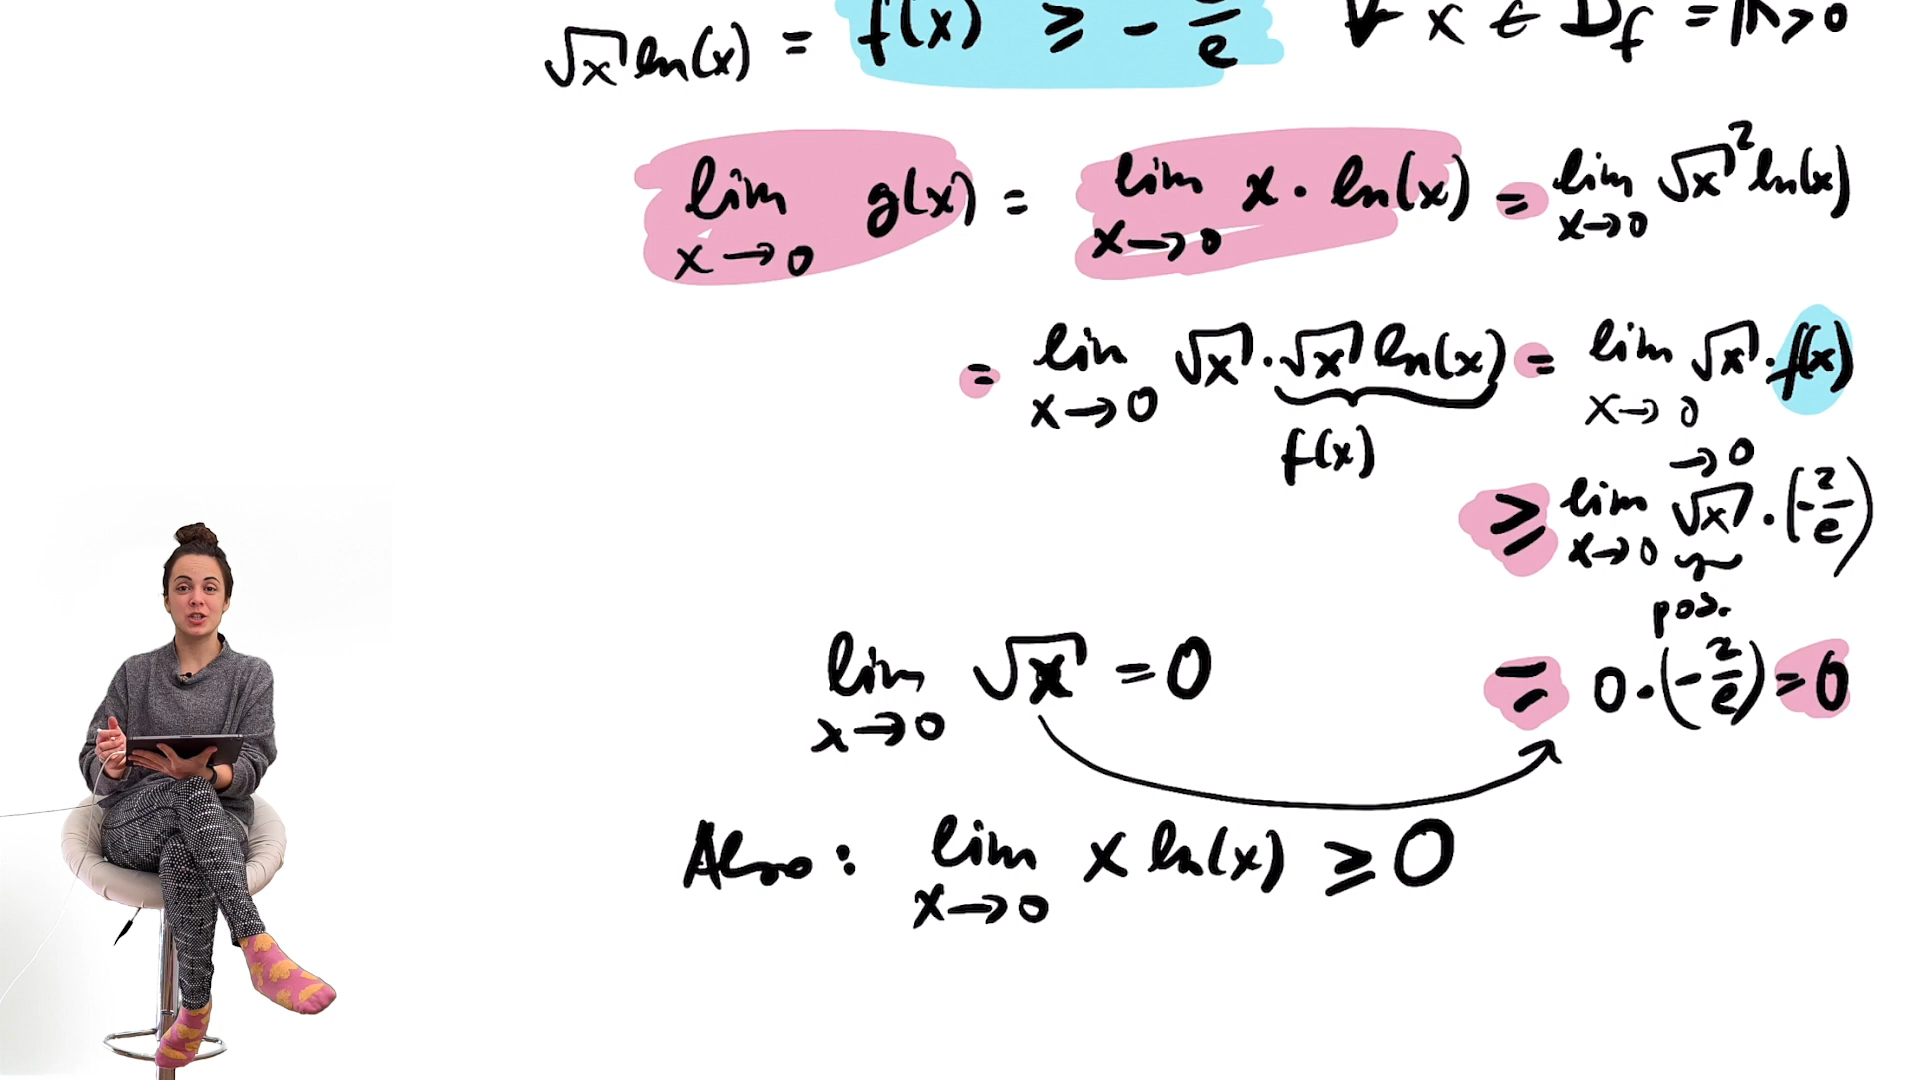 √x ln(x) = f(x) ≥ - 2/e ∀ x ∈ D_f = ℝ>0
lim x→0 g(x) = lim x→0 x · ln(x) = lim x→0 √x² ln(x)
= lim x→0 √x · √x ln(x) = lim x→0 √x · f(x)
f(x)
→0
≥ lim x→0 √x · (-2/e)
pos.
lim x→0 √x = 0
= 0 · (-2/e) = 0
Also: lim x→0 x ln(x) ≥ 0